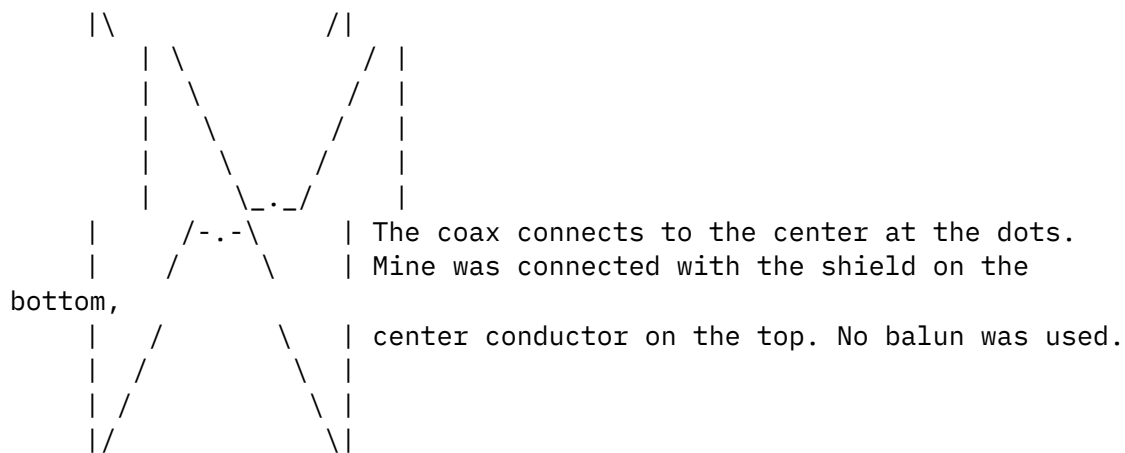 The coax connects to the center at the dots.
Mine was connected with the shield on the
bottom,
center conductor on the top. No balun was used.